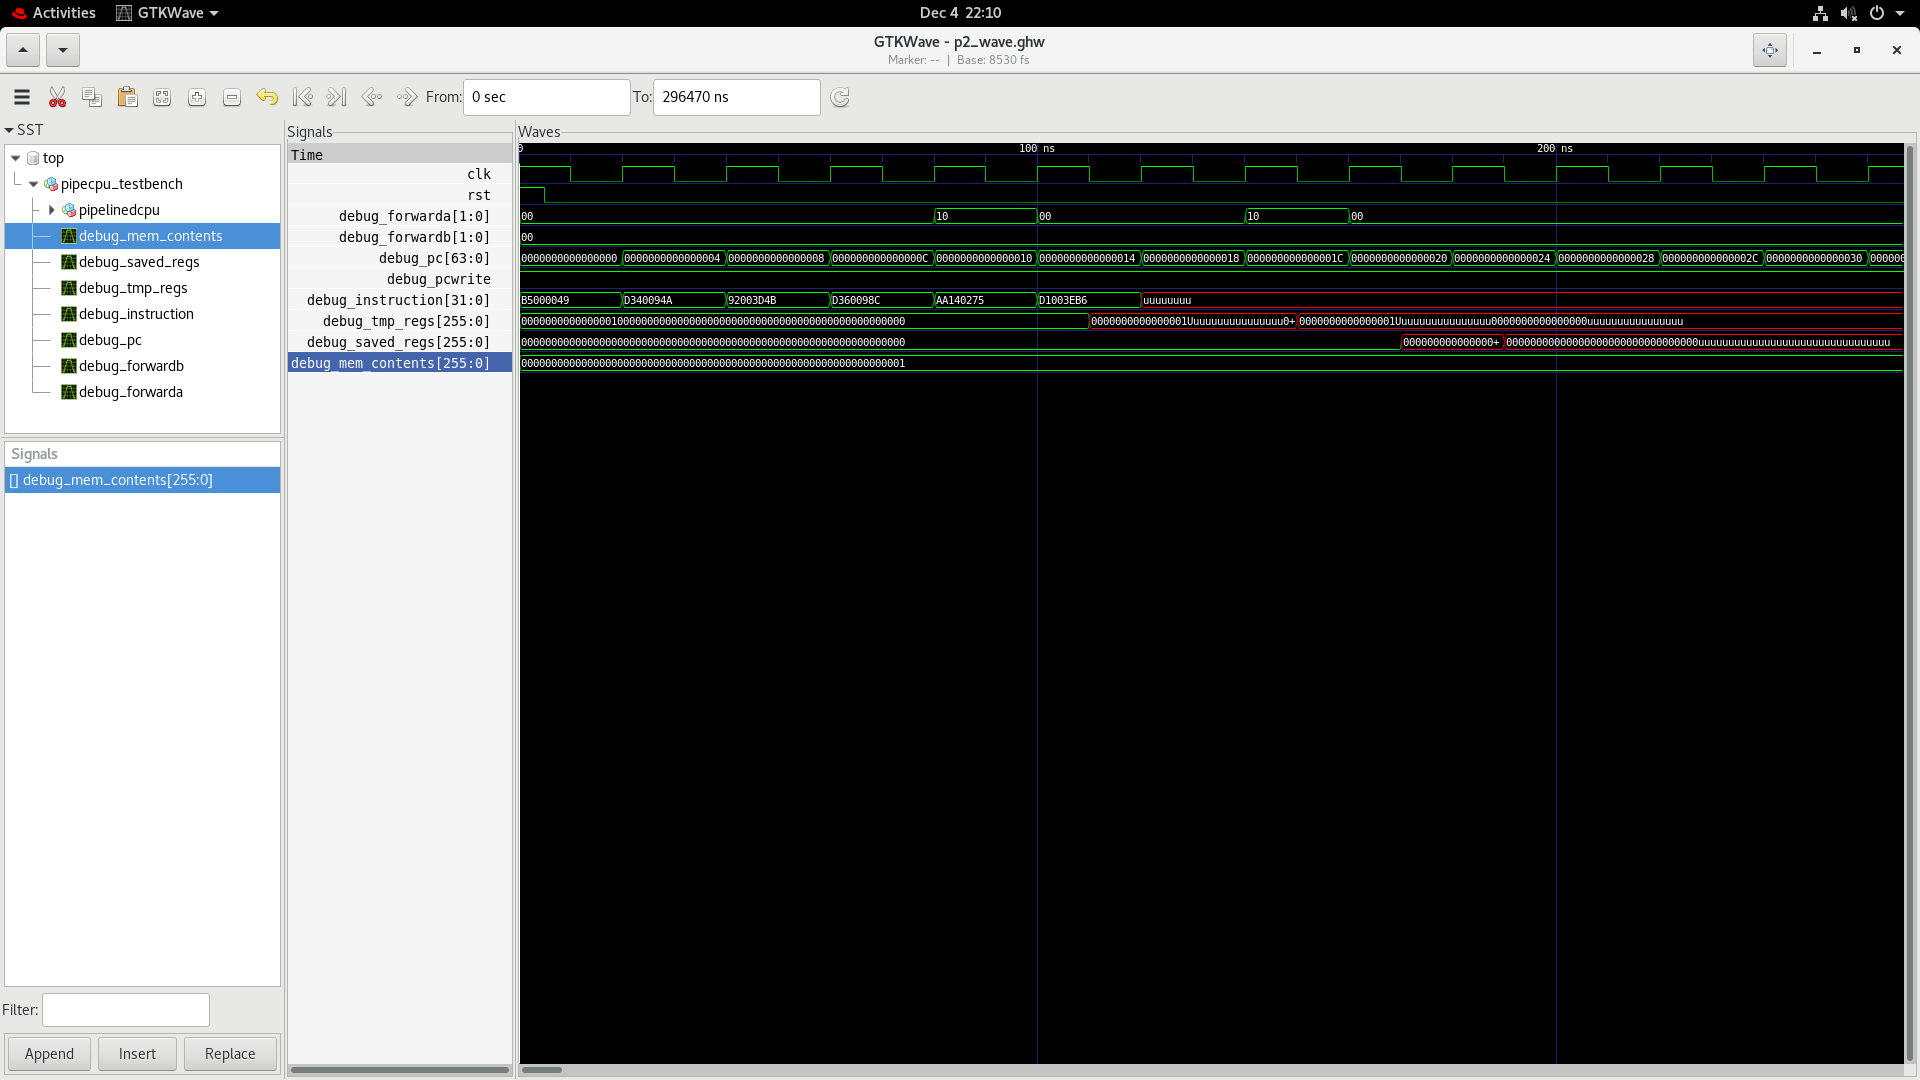 Activities GTKWave Dec 4 22:10
GTKWave - p2_wave.ghw
Marker: -- | Base: 8530 fs
From: 0 sec To: 296470 ns
SST
top
pipecpu_testbench
pipelinedcpu
debug_mem_contents
debug_saved_regs
debug_tmp_regs
debug_instruction
debug_pc
debug_forwardb
debug_forwarda
Signals
[] debug_mem_contents[255:0]
Filter:
Append Insert Replace
Signals
Time
clk
rst
debug_forwarda[1:0]
debug_forwardb[1:0]
debug_pc[63:0]
debug_pcwrite
debug_instruction[31:0]
debug_tmp_regs[255:0]
debug_saved_regs[255:0]
debug_mem_contents[255:0]
Waves
0 100 ns 200 ns
00 10 00 10 00
00
0000000000000000 0000000000000004 0000000000000008 000000000000000C 0000000000000010 0000000000000014 0000000000000018 000000000000001C 0000000000000020 0000000000000024 0000000000000028 000000000000002C 0000000000000030 000000
B5000049 D340094A 92003D4B D360098C AA140275 D1003EB6 uuuuuuuu
0000000000000001000000000000000000000000000000000000000000000000 0000000000000001Uuuuuuuuuuuuuuuu0+ 0000000000000001Uuuuuuuuuuuuuuuu0000000000000000uuuuuuuuuuuuuuuu
0000000000000000000000000000000000000000000000000000000000000000 000000000000000+ 00000000000000000000000000000000uuuuuuuuuuuuuuuuuuuuuuuuuuuuuuuu
0000000000000000000000000000000000000000000000000000000000000001